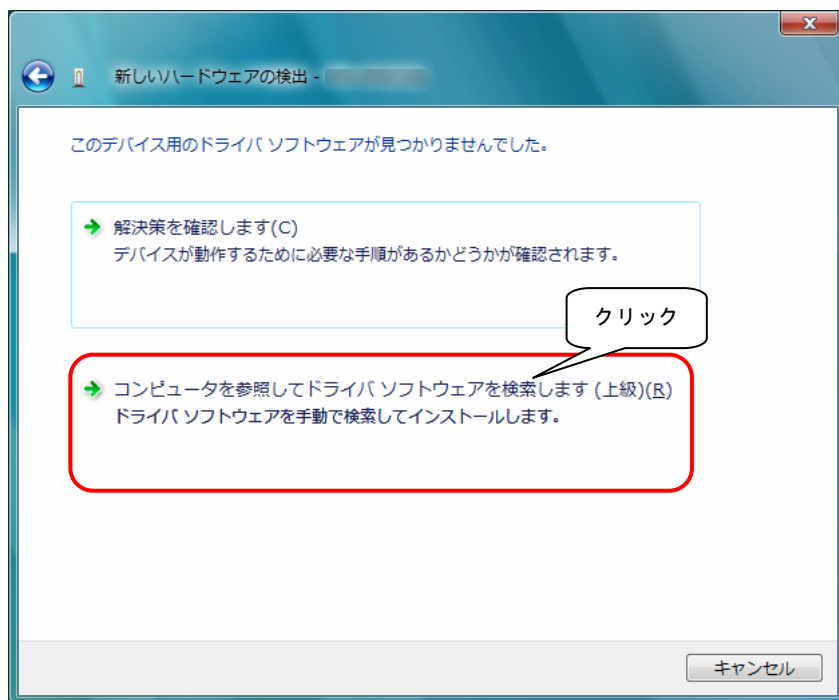 新しいハードウェアの検出 -
このデバイス用のドライバ ソフトウェアが見つかりませんでした。
解決策を確認します(C)
デバイスが動作するために必要な手順があるかどうかが確認されます。
クリック
コンピュータを参照してドライバ ソフトウェアを検索します (上級)(R)
ドライバ ソフトウェアを手動で検索してインストールします。
キャンセル